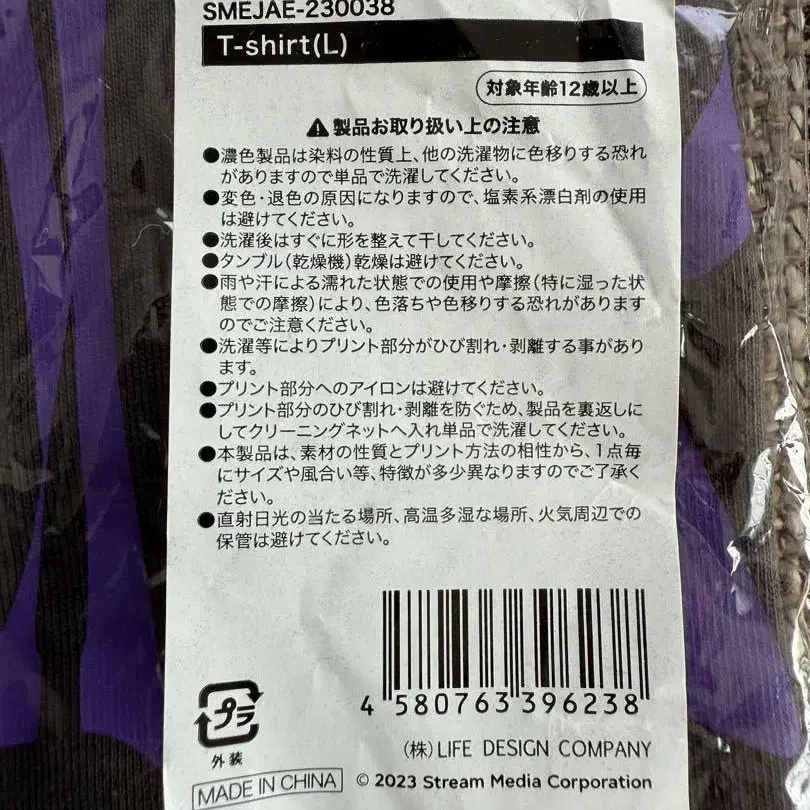 SMEJAE-230038
T-shirt(L)
対象年齢12歳以上
⚠製品お取り扱い上の注意
●濃色製品は染料の性質上、他の洗濯物に色移りする恐れ
がありますので単品で洗濯してください。
●変色・退色の原因になりますので、塩素系漂白剤の使用
は避けてください。
●洗濯後はすぐに形を整えて干してください。
●タンブル(乾燥機)乾燥は避けてください。
●雨や汗による濡れた状態での使用や摩擦(特に湿った状
態での摩擦)により、色落ちや色移りする恐れがあります
のでご注意ください。
●洗濯等によりプリント部分がひび割れ・剥離する事があり
ます。
●プリント部分へのアイロンは避けてください。
●プリント部分のひび割れ・剥離を防ぐため、製品を裏返しに
してクリーニングネットへ入れ単品で洗濯してください。
●本製品は、素材の性質とプリント方法の相性から、1点毎
にサイズや風合い等、特徴が多少異なりますのでご了承く
ださい。
●直射日光の当たる場所、高温多湿な場所、火気周辺での
保管は避けてください。
4 580763 396238
プラ
外装
(株)LIFE DESIGN COMPANY
MADE IN CHINA
© 2023 Stream Media Corporation